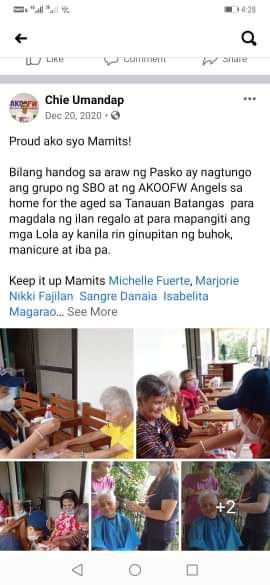 4:28
Like Comment Share
AKOOFW
Chie Umandap
Dec 20, 2020 •
Proud ako syo Mamits!
Bilang handog sa araw ng Pasko ay nagtungo
ang grupo ng SBO at ng AKOOFW Angels sa
home for the aged sa Tanauan Batangas para
magdala ng ilan regalo at para mapangiti ang
mga Lola ay kanila rin ginupitan ng buhok,
manicure at iba pa.
Keep it up Mamits Michelle Fuerte, Marjorie
Nikki Fajilan Sangre Danaia Isabelita
Magarao... See More
+2